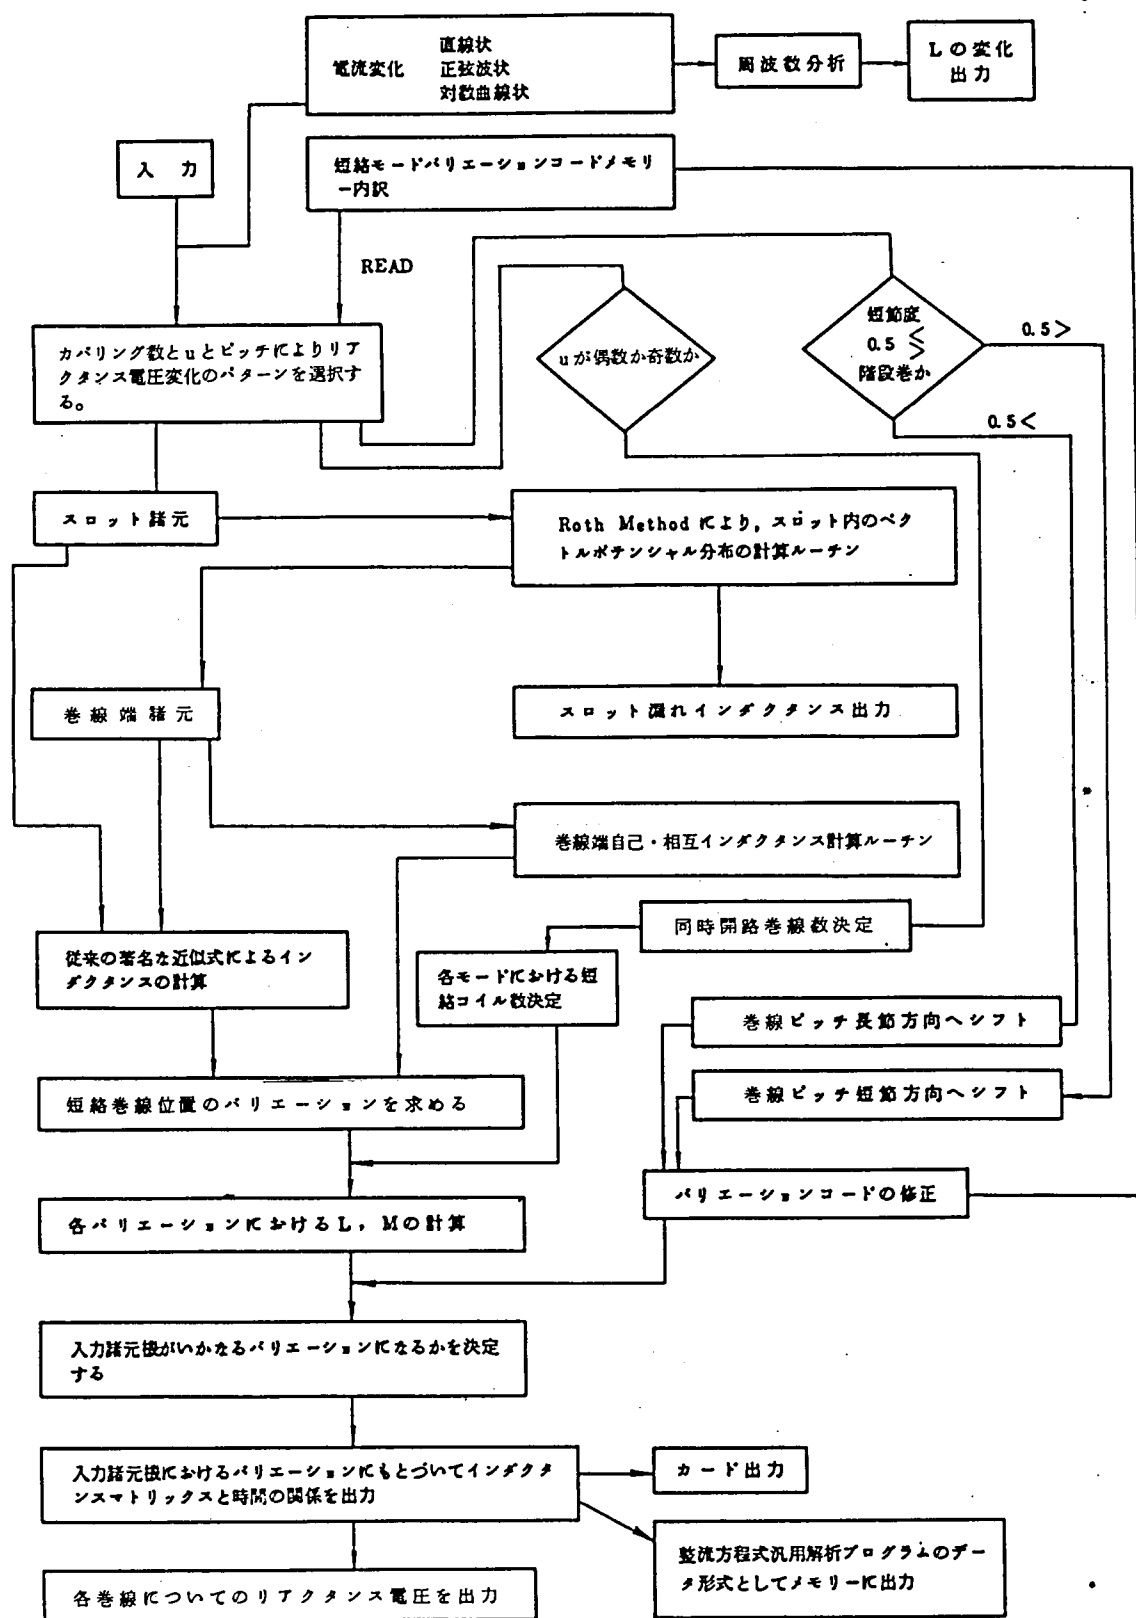 直線状
電流変化 正弦波状
対数曲線状
周波数分析
Lの変化
出力
入 力
短絡モードバリエーションコードメモリ
ー内訳
READ
カバリング数とuとピッチによりリア
クタンス電圧変化のパターンを選択す
る。
uが偶数か奇数か
短節度
0.5 <
>
階段巻か
0.5>
0.5<
スロット諸元
Roth Method により,スロット内のベク
トルポテンシャル分布の計算ルーチン
巻線端諸元
スロット漏れインダクタンス出力
巻線端自己・相互インダクタンス計算ルーチン
同時開路巻線数決定
従来の著名な近似式によるイン
ダクタンスの計算
各モードにおける短
絡コイル数決定
巻線ピッチ長節方向へシフト
巻線ピッチ短節方向へシフト
短絡巻線位置のバリエーションを求める
バリエーションコードの修正
各バリエーションにおけるL,Mの計算
入力諸元機がいかなるバリエーションになるかを決定
する
入力諸元機におけるバリエーションにもとづいてインダクタ
ンスマトリックスと時間の関係を出力
カード出力
整流方程式汎用解析プログラムのデー
タ形式としてメモリーに出力
各巻線についてのリアクタンス電圧を出力